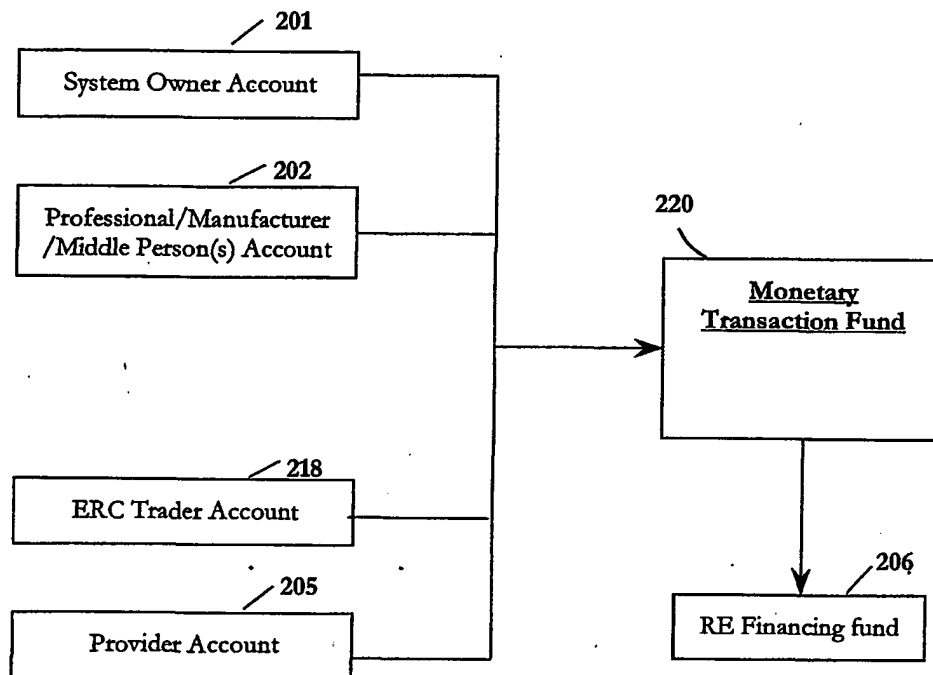 201
System Owner Account
202
Professional/Manufacturer
/Middle Person(s) Account
220
Monetary
Transaction Fund
218
ERC Trader Account
205
Provider Account
206
RE Financing fund